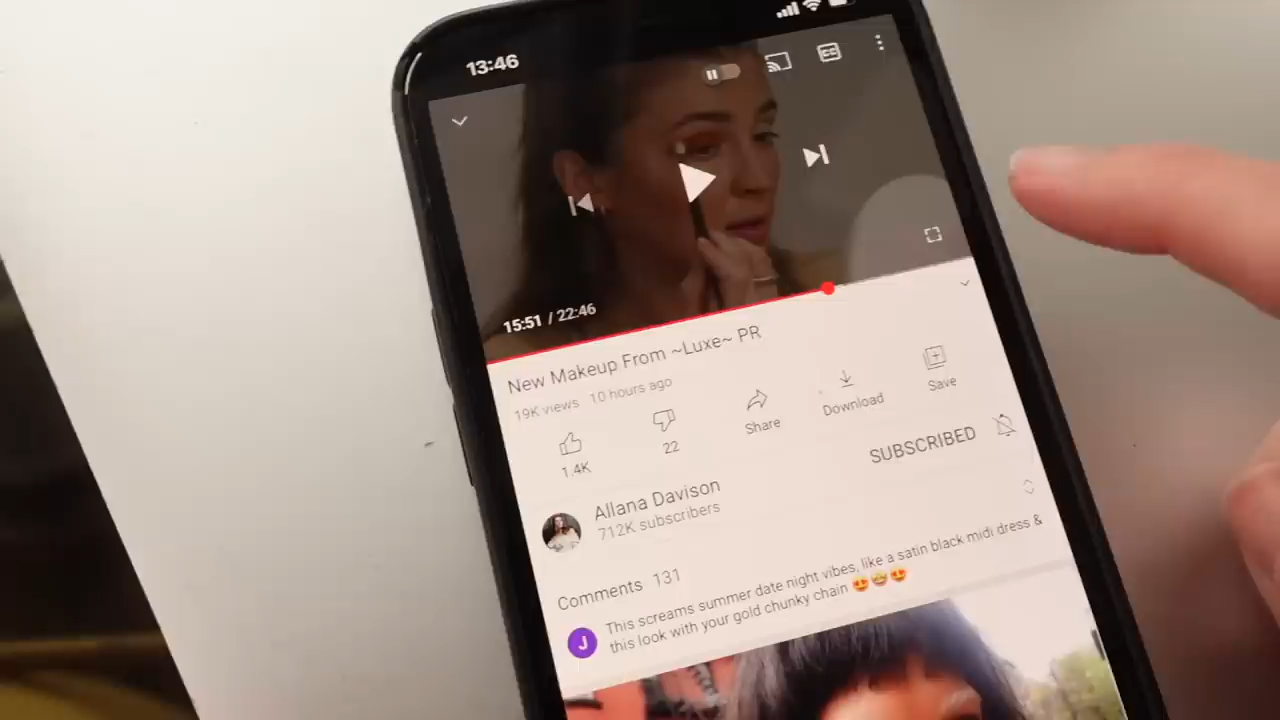 13:46
CC
15:51 / 22:46
New Makeup From ~Luxe~ PR
19K views 10 hours ago
1.4K
22
Share
Download
Save
Allana Davison
712K subscribers
SUBSCRIBED
Comments 131
J
This screams summer date night vibes, like a satin black midi dress &
this look with your gold chunky chain 🤩🤩🤩